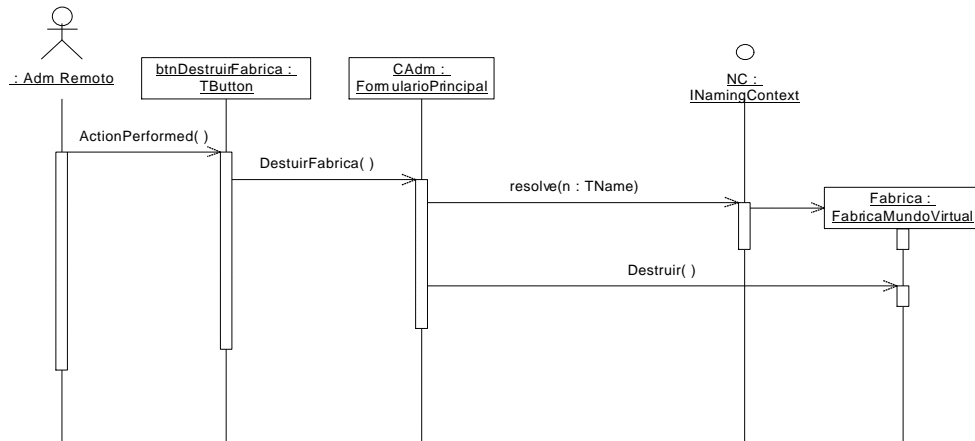 : Adm Remoto
btnDestruirFabrica :
TButton
CAdm :
FormularioPrincipal
NC :
INamingContext
ActionPerformed( )
DestuirFabrica( )
resolve(n : TName)
Fabrica :
FabricaMundoVirtual
Destruir( )